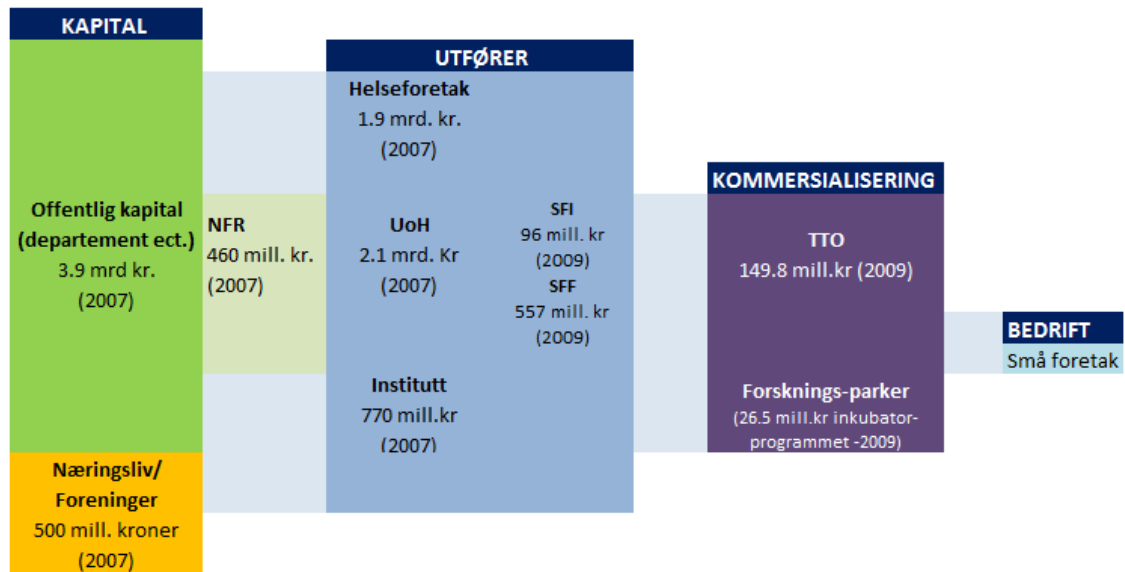 KAPITAL
Offentlig kapital
(departement ect.)
3.9 mrd kr.
(2007)
Næringsliv/
Foreninger
500 mill. kroner
(2007)
NFR
460 mill. kr.
(2007)
UTFØRER
Helseforetak
1.9 mrd. kr.
(2007)
UoH
2.1 mrd. Kr
(2007)
Institutt
770 mill.kr
(2007)
SFI
96 mill. kr
(2009)
SFF
557 mill. kr
(2009)
KOMMERSIALISERING
TTO
149.8 mill.kr (2009)
Forsknings-parker
(26.5 mill.kr inkubator-
programmet -2009)
BEDRIFT
Små foretak